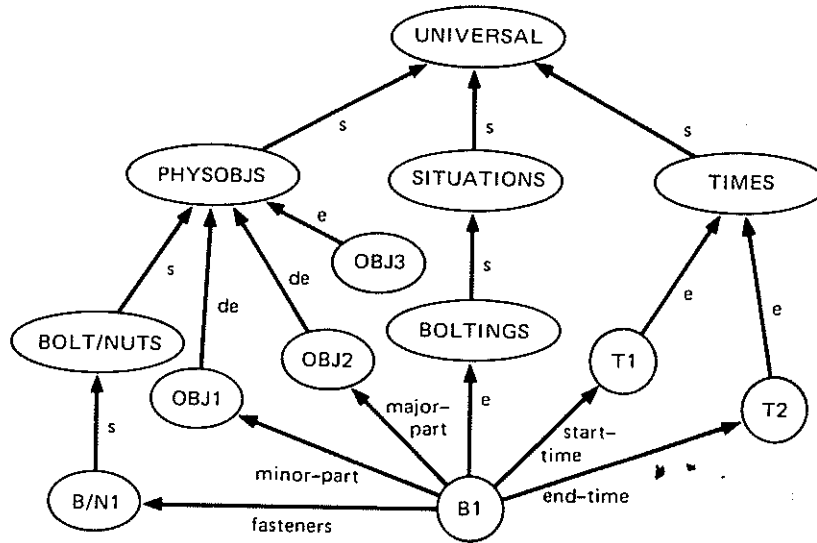 UNIVERSAL
s
s
s
PHYSOBJS
SITUATIONS
TIMES
e
OBJ3
s
de
de
s
e
e
BOLT/NUTS
OBJ1
OBJ2
BOLTINGS
T1
T2
s
minor-part
major-
part
e
start-
time
end-time
B/N1
fasteners
B1